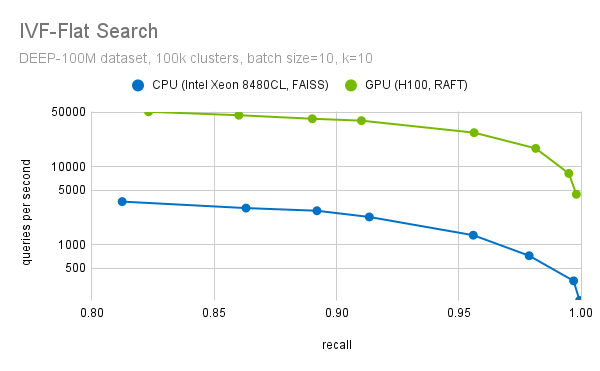 IVF-Flat Search
DEEP-100M dataset, 100k clusters, batch size=10, k=10
CPU (Intel Xeon 8480CL, FAISS) GPU (H100, RAFT)
50000
10000
5000
1000
500
queries per second
0.80 0.85 0.90 0.95 1.00
recall